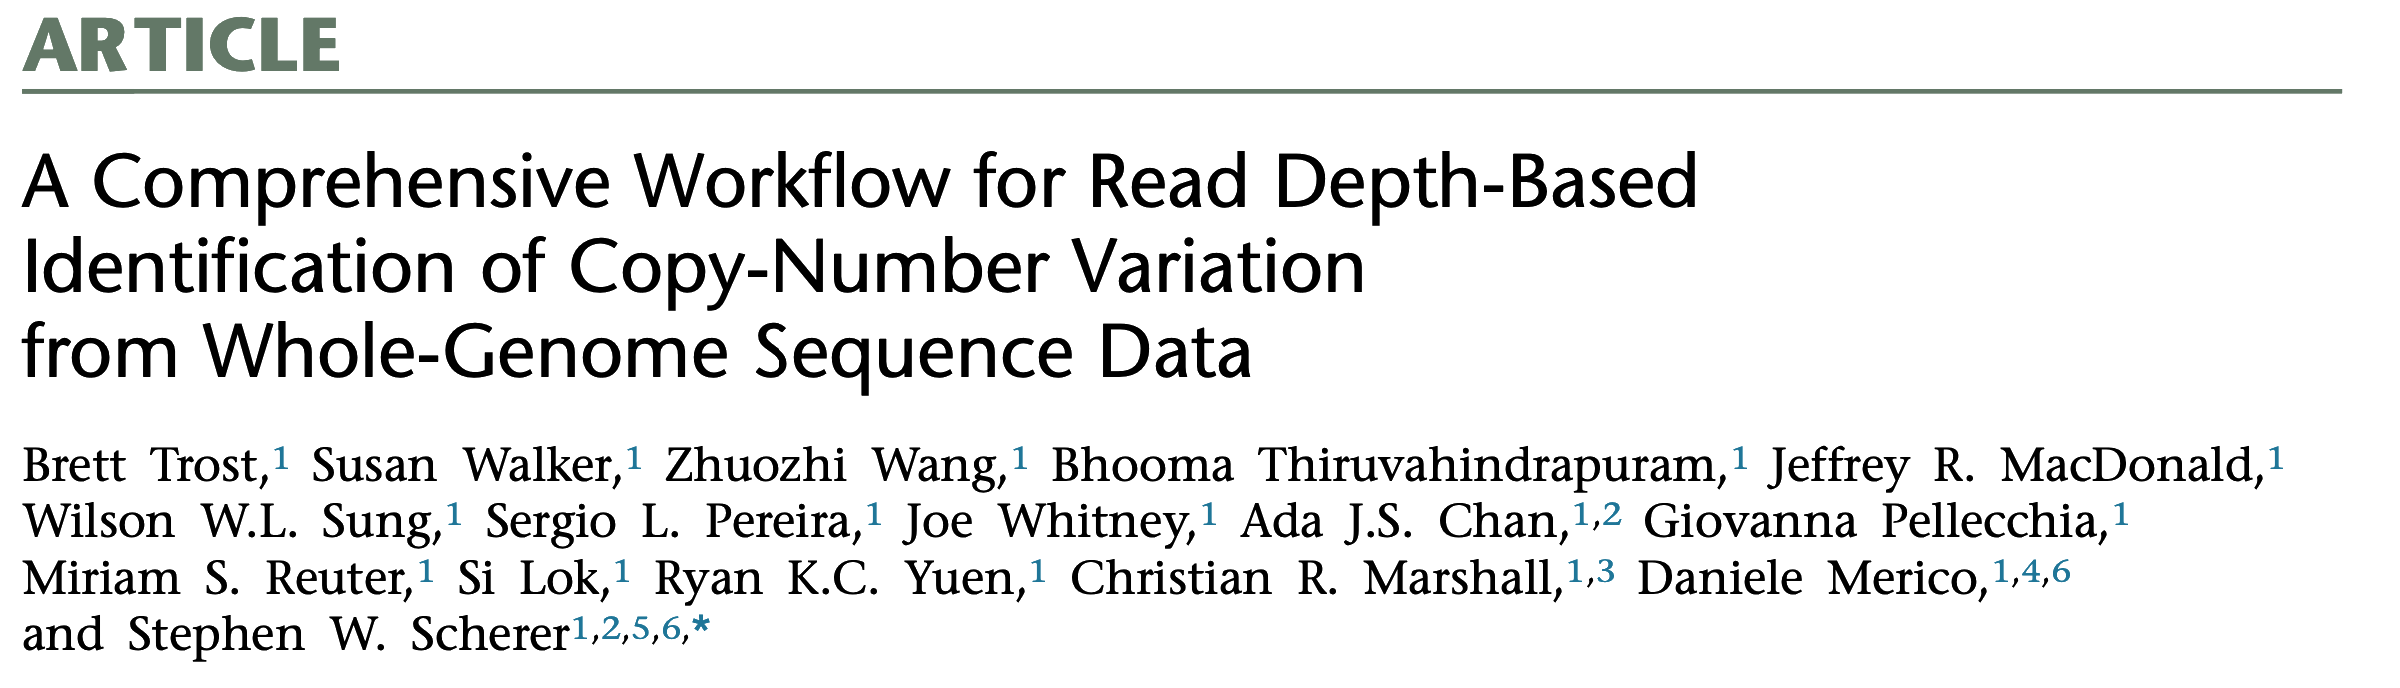 ARTICLE
A Comprehensive Workflow for Read Depth-Based
Identification of Copy-Number Variation
from Whole-Genome Sequence Data
Brett Trost,1 Susan Walker,1 Zhuozhi Wang,1 Bhooma Thiruvahindrapuram,1 Jeffrey R. MacDonald,1
Wilson W.L. Sung,1 Sergio L. Pereira,1 Joe Whitney,1 Ada J.S. Chan,1,2 Giovanna Pellecchia,1
Miriam S. Reuter,1 Si Lok,1 Ryan K.C. Yuen,1 Christian R. Marshall,1,3 Daniele Merico,1,4,6
and Stephen W. Scherer1,2,5,6,*